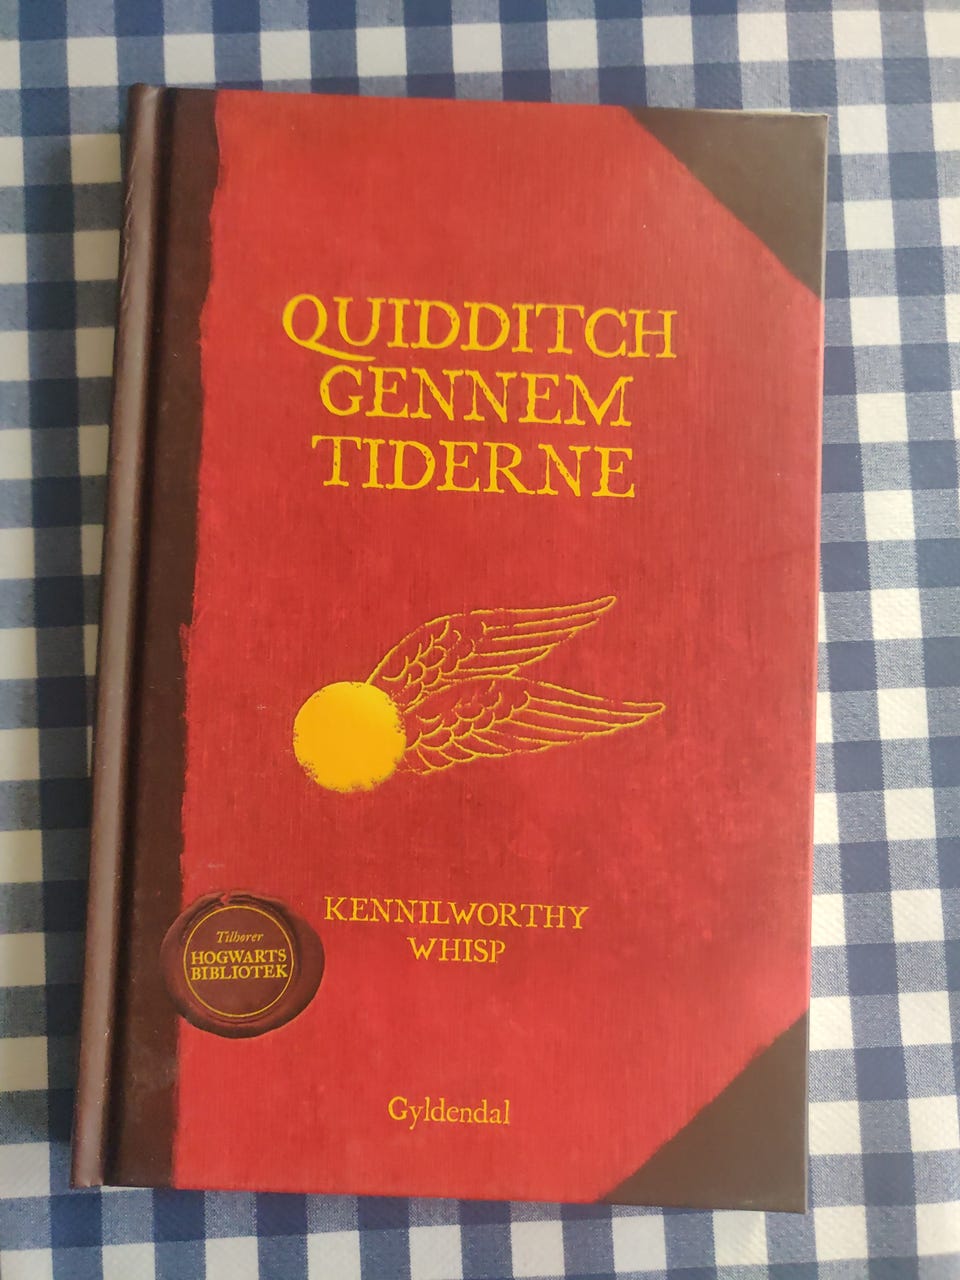 QUIDDITCH
GENNEM
TIDERNE
KENNILWORTHY
WHISP
Tilhører
HOGWARTS
BIBLIOTEK
Gyldendal